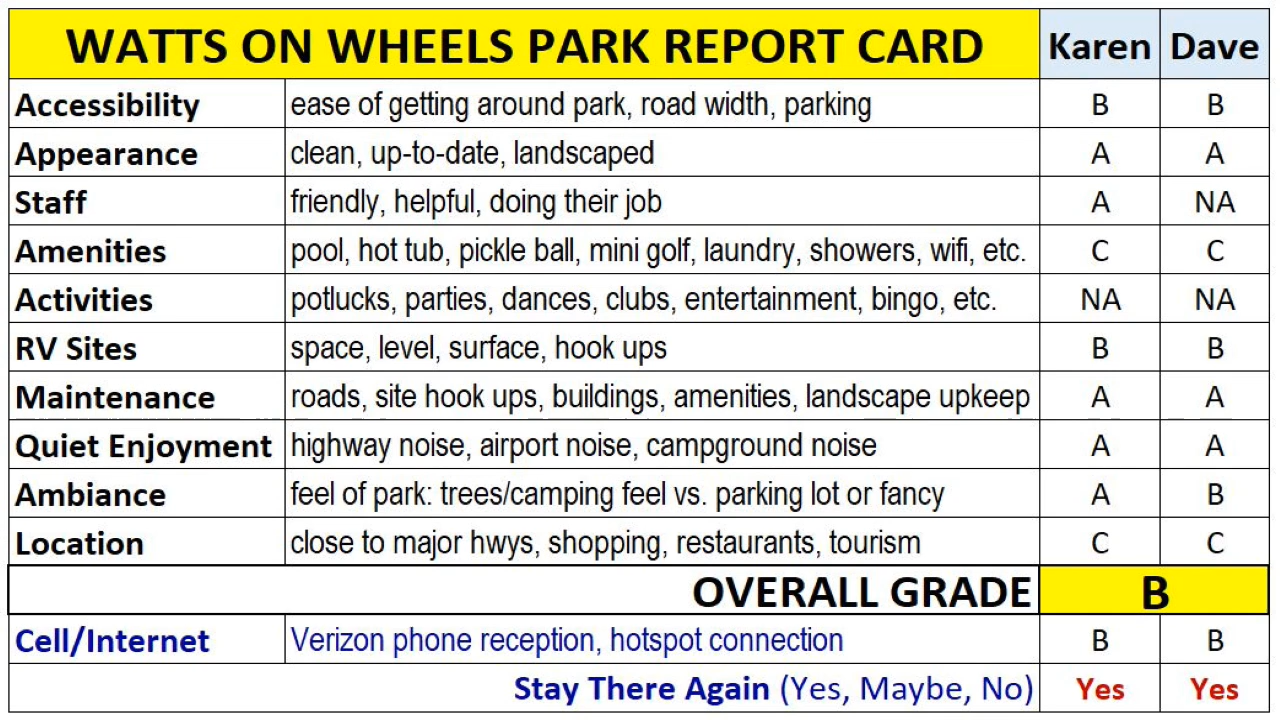 WATTS ON WHEELS PARK REPORT CARD Karen Dave
Accessibility ease of getting around park, road width, parking B B
Appearance clean, up-to-date, landscaped A A
Staff friendly, helpful, doing their job A NA
Amenities pool, hot tub, pickle ball, mini golf, laundry, showers, wifi, etc. C C
Activities potlucks, parties, dances, clubs, entertainment, bingo, etc. NA NA
RV Sites space, level, surface, hook ups B B
Maintenance roads, site hook ups, buildings, amenities, landscape upkeep A A
Quiet Enjoyment highway noise, airport noise, campground noise A A
Ambiance feel of park: trees/camping feel vs. parking lot or fancy A B
Location close to major hwys, shopping, restaurants, tourism C C
OVERALL GRADE B
Cell/Internet Verizon phone reception, hotspot connection B B
Stay There Again (Yes, Maybe, No) Yes Yes